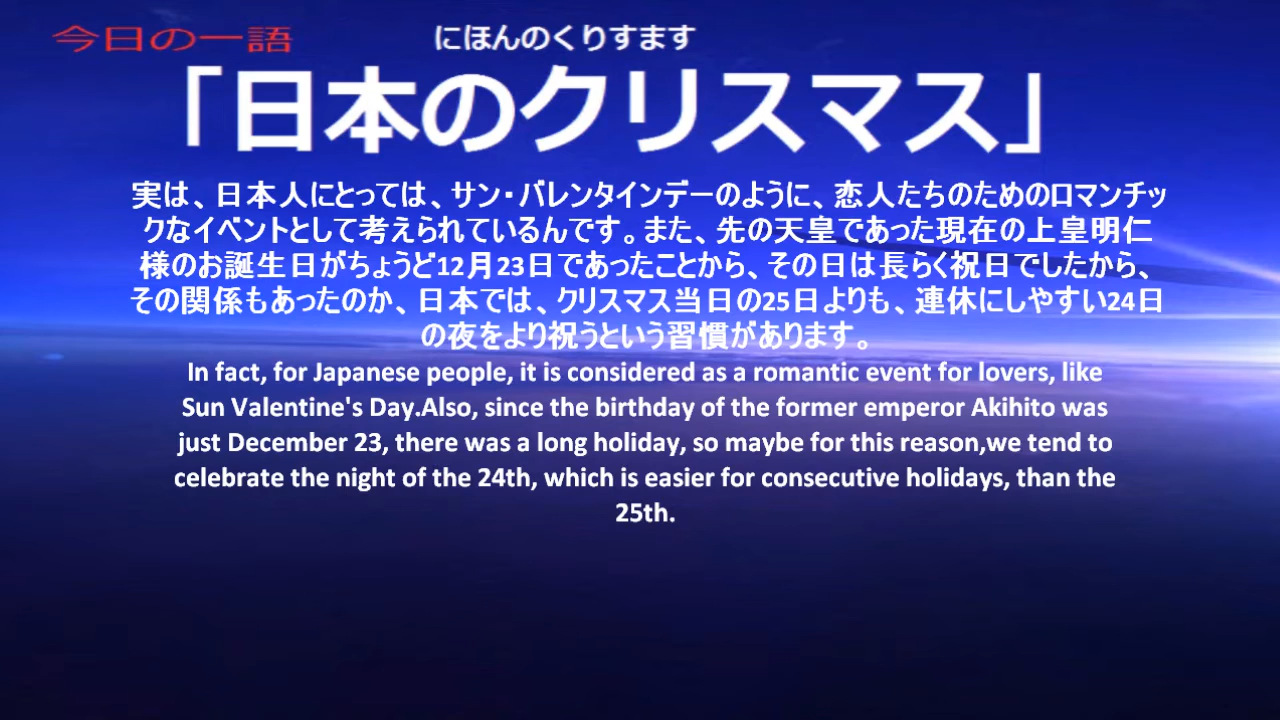 今日の一語
にほんのくりすます
「日本のクリスマス」
実は、日本人にとっては、サン・バレンタインデーのように、恋人たちのためのロマンチッ
クなイベントとして考えられているんです。また、先の天皇であった現在の上皇明仁
様のお誕生日がちょうど12月23日であったことから、その日は長らく祝日でしたから、
その関係もあったのか、日本では、クリスマス当日の25日よりも、連休にしやすい24日
の夜をより祝うという習慣があります。
In fact, for Japanese people, it is considered as a romantic event for lovers, like
Sun Valentine's Day.Also, since the birthday of the former emperor Akihito was
just December 23, there was a long holiday, so maybe for this reason,we tend to
celebrate the night of the 24th, which is easier for consecutive holidays, than the
25th.